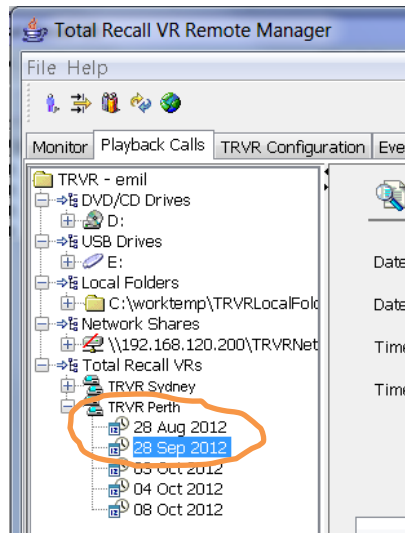 Total Recall VR Remote Manager
File Help
Monitor Playback Calls TRVR Configuration Eve
TRVR - emil
DVD/CD Drives
D:
USB Drives
E:
Local Folders
C:\worktemp\TRVRLocalFold
Network Shares
\\192.168.120.200\TRVRNet
Total Recall VRs
TRVR Sydney
TRVR Perth
28 Aug 2012
28 Sep 2012
03 Oct 2012
04 Oct 2012
08 Oct 2012
Date
Date
Time
Time